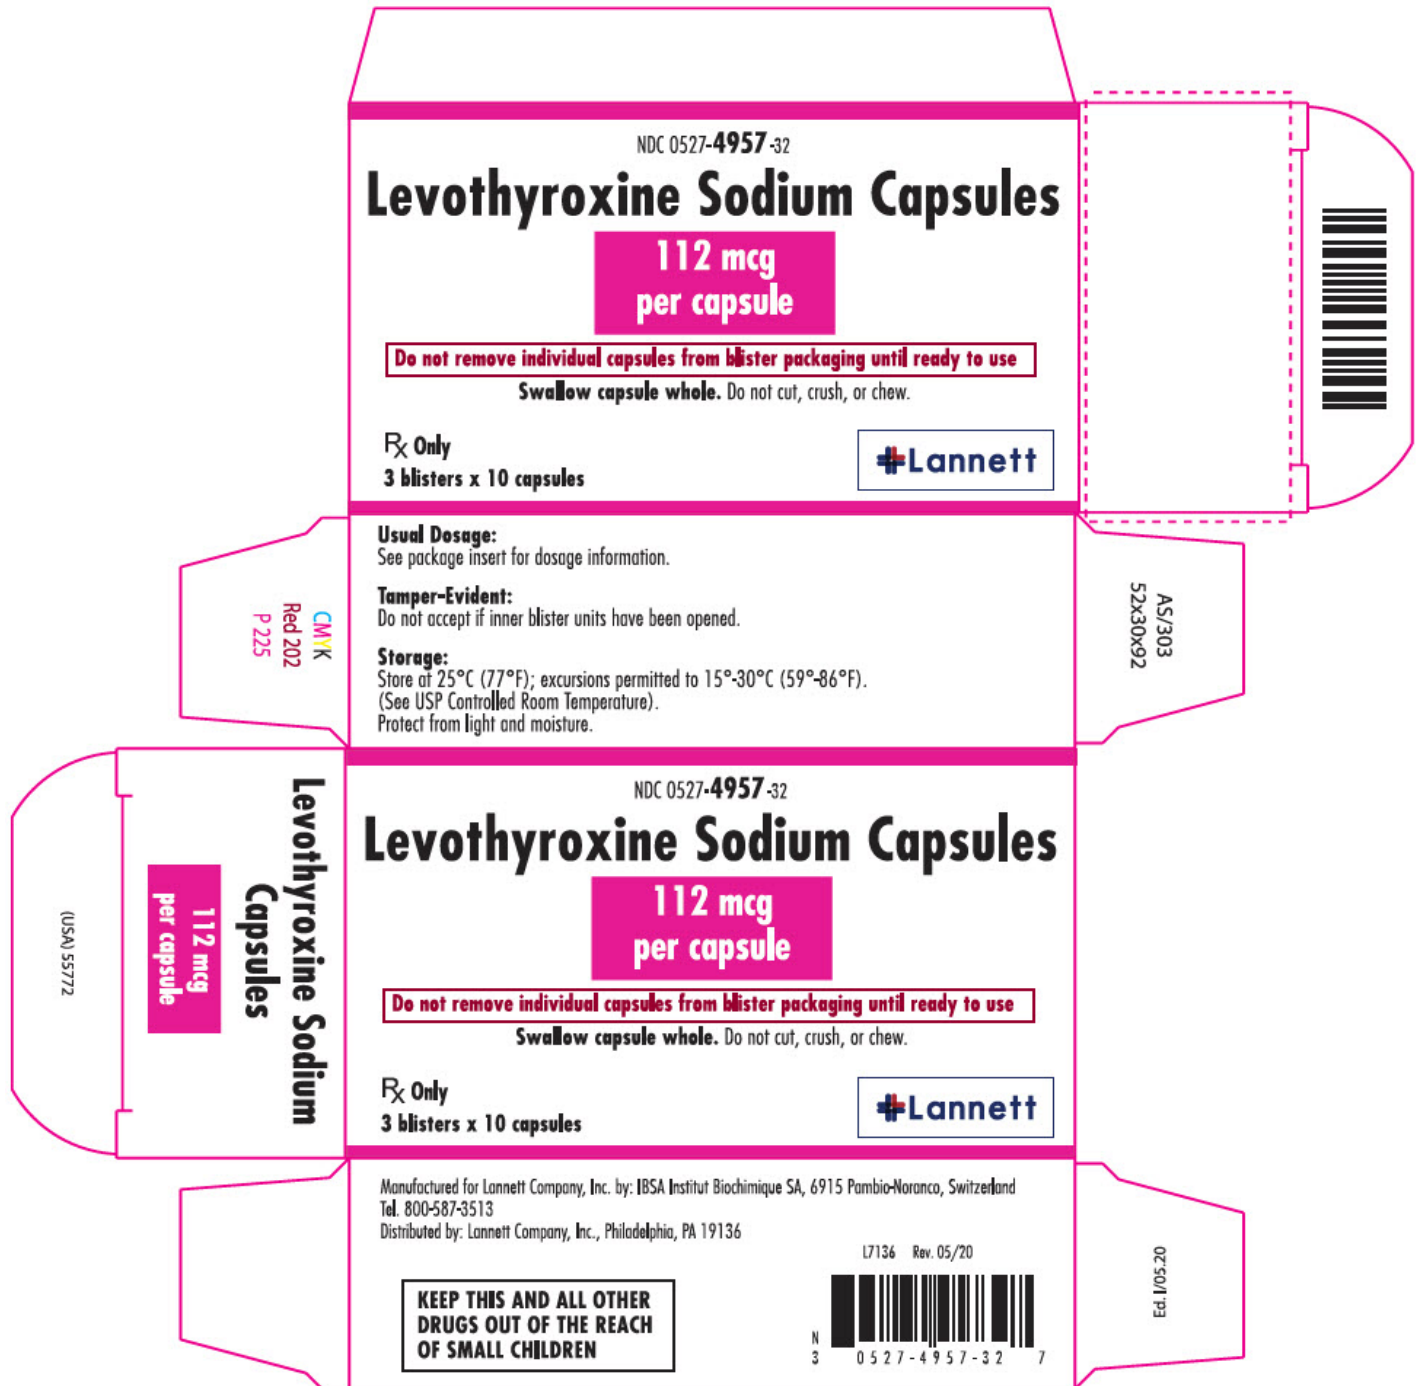 NDC 0527-4957-32
Levothyroxine Sodium Capsules
112 mcg
per capsule
Do not remove individual capsules from blister packaging until ready to use
Swallow capsule whole. Do not cut, crush, or chew.
Rx Only
3 blisters x 10 capsules
Lannett
Usual Dosage:
See package insert for dosage information.
Tamper-Evident:
Do not accept if inner blister units have been opened.
Storage:
Store at 25°C (77°F); excursions permitted to 15°-30°C (59°-86°F).
(See USP Controlled Room Temperature).
Protect from light and moisture.
CMYK
Red 202
P 225
AS/303
52x30x92
NDC 0527-4957-32
Levothyroxine Sodium Capsules
112 mcg
per capsule
Do not remove individual capsules from blister packaging until ready to use
Swallow capsule whole. Do not cut, crush, or chew.
Rx Only
3 blisters x 10 capsules
Lannett
Levothyroxine Sodium
Capsules
112 mcg
per capsule
(USA) 55772
Manufactured for Lannett Company, Inc. by: IBSA Institut Biochimique SA, 6915 Pambio-Noranco, Switzerland
Tel. 800-587-3513
Distributed by: Lannett Company, Inc., Philadelphia, PA 19136
L7136 Rev. 05/20
KEEP THIS AND ALL OTHER
DRUGS OUT OF THE REACH
OF SMALL CHILDREN
N
3 0527-4957-32 7
Ed. I/05.20